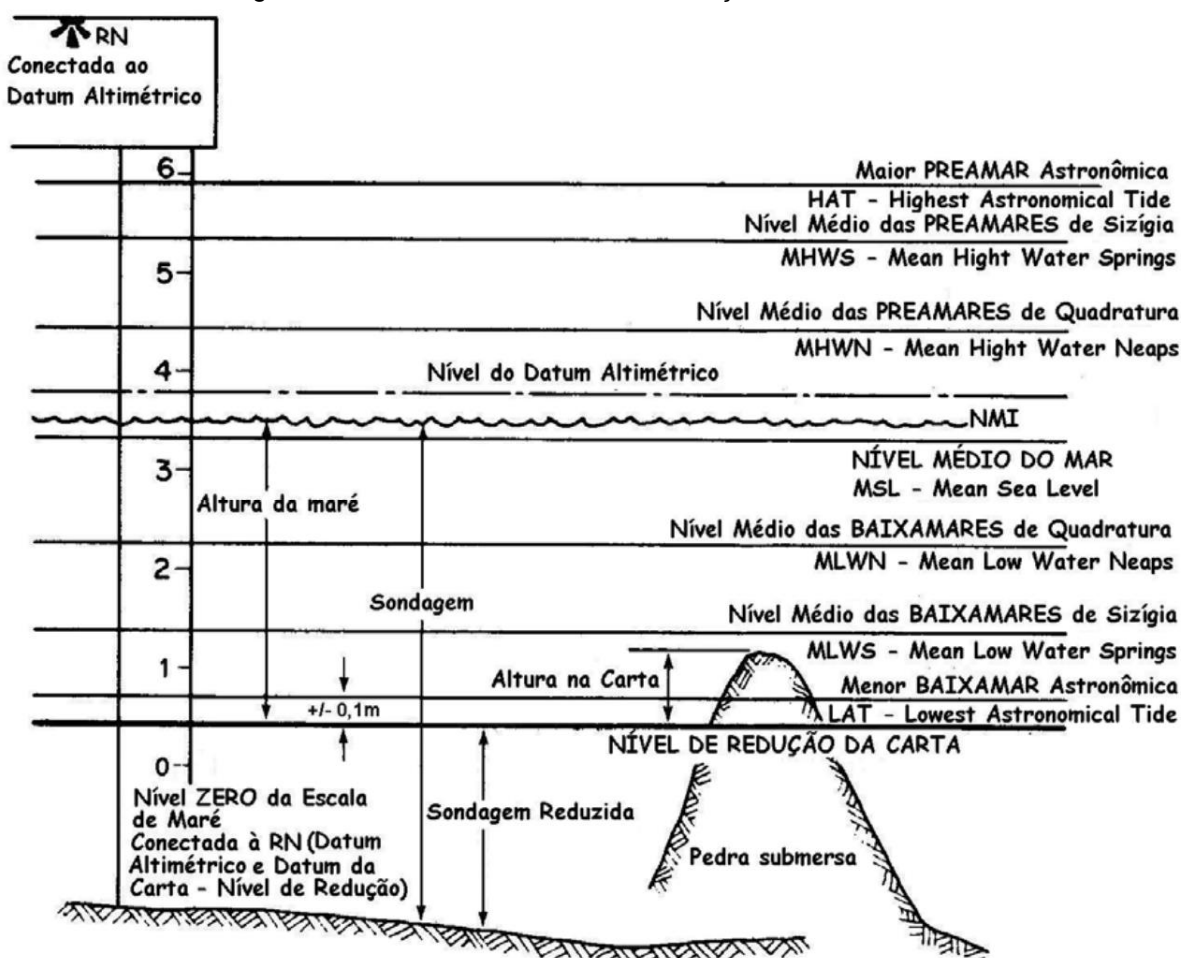 RN
Conectada ao
Datum Altimétrico
6
Maior PREAMAR Astronômica
HAT - Highest Astronomical Tide
Nível Médio das PREAMARES de Sizígia
MHWS - Mean Hight Water Springs
5
Nível Médio das PREAMARES de Quadratura
MHWN - Mean Hight Water Neaps
4
Nível do Datum Altimétrico
NMI
NÍVEL MÉDIO DO MAR
MSL - Mean Sea Level
3
Altura da maré
Nível Médio das BAIXAMARES de Quadratura
MLWN - Mean Low Water Neaps
2
Sondagem
Nível Médio das BAIXAMARES de Sizígia
MLWS - Mean Low Water Springs
1
Altura na Carta
Menor BAIXAMAR Astronômica
+/- 0,1m
LAT - Lowest Astronomical Tide
NÍVEL DE REDUÇÃO DA CARTA
0
Nível ZERO da Escala
de Maré
Conectada à RN (Datum
Altimétrico e Datum da
Carta - Nível de Redução)
Sondagem Reduzida
Pedra submersa